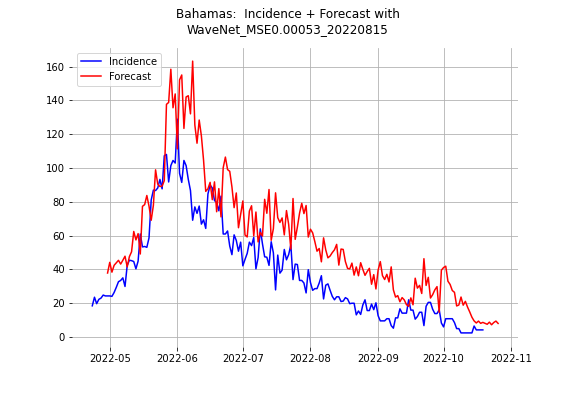 Bahamas:  Incidence + Forecast with
WaveNet_MSE0.00053_20220815
Incidence
Forecast
160
140
120
100
80
60
40
20
0
2022-05 2022-06 2022-07 2022-08 2022-09 2022-10 2022-11